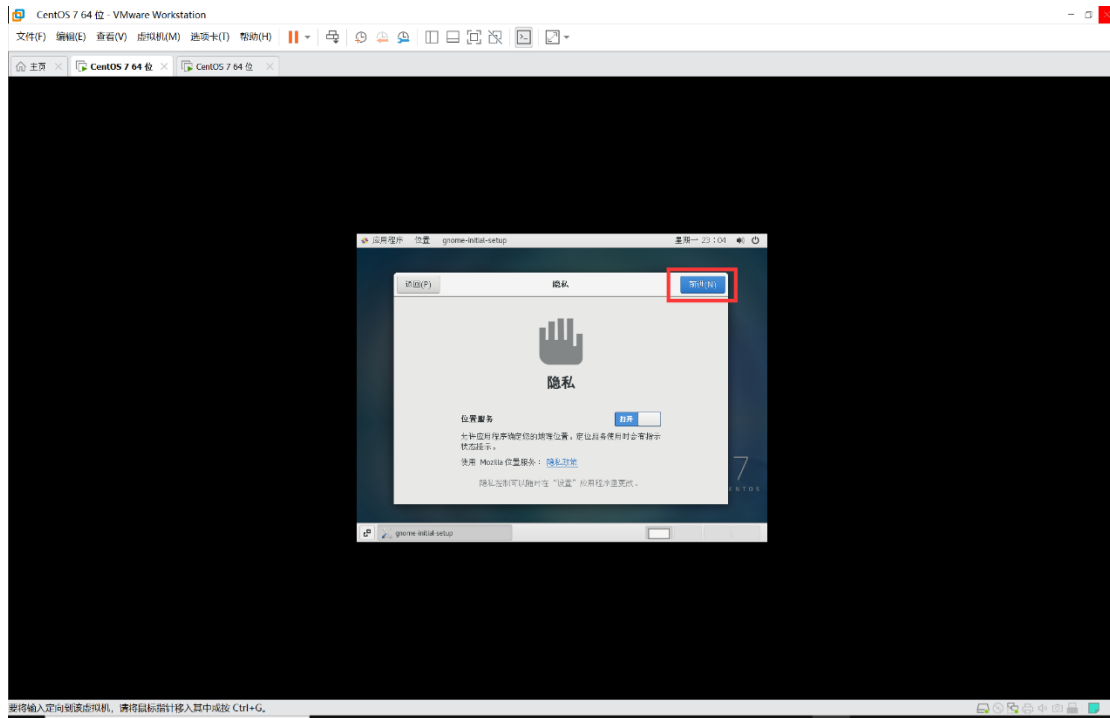 CentOS 7 64 位 - VMware Workstation
文件(F) 编辑(E) 查看(V) 虚拟机(M) 选项卡(T) 帮助(H)
主页 CentOS 7 64 位 CentOS 7 64 位
应用程序 位置 gnome-initial-setup 星期一 23:04
返回(P) 隐私 前进(N)
隐私
位置服务 打开
允许应用程序确定您的地理位置。定位服务使用时会有指示
状态提示。
使用 Mozilla 位置服务： 隐私政策
隐私控制可以随时在“设置”应用程序里更改。
7
ENTOS
gnome-initial-setup
要将输入定向到该虚拟机，请将鼠标指针移入其中或按 Ctrl+G。